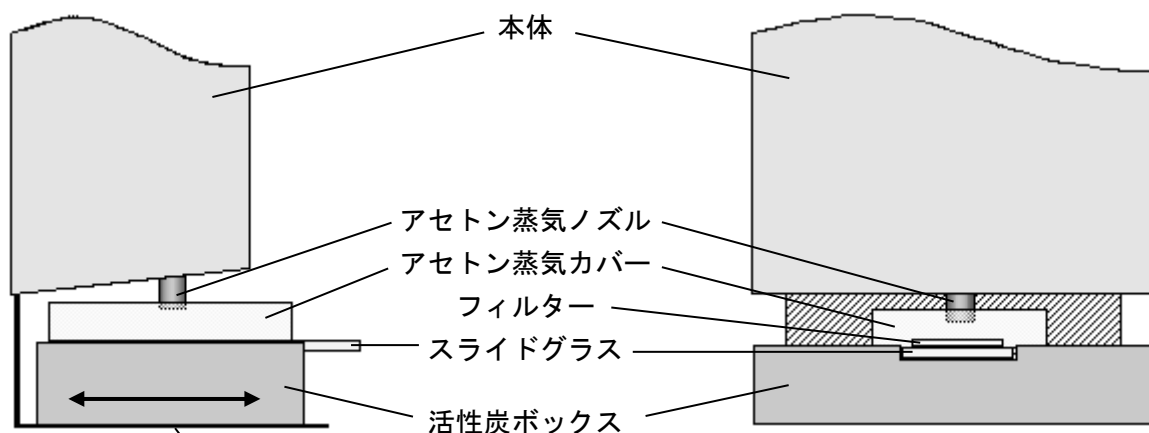 本体
アセトン蒸気ノズル
アセトン蒸気カバー
フィルター
スライドグラス
活性炭ボックス